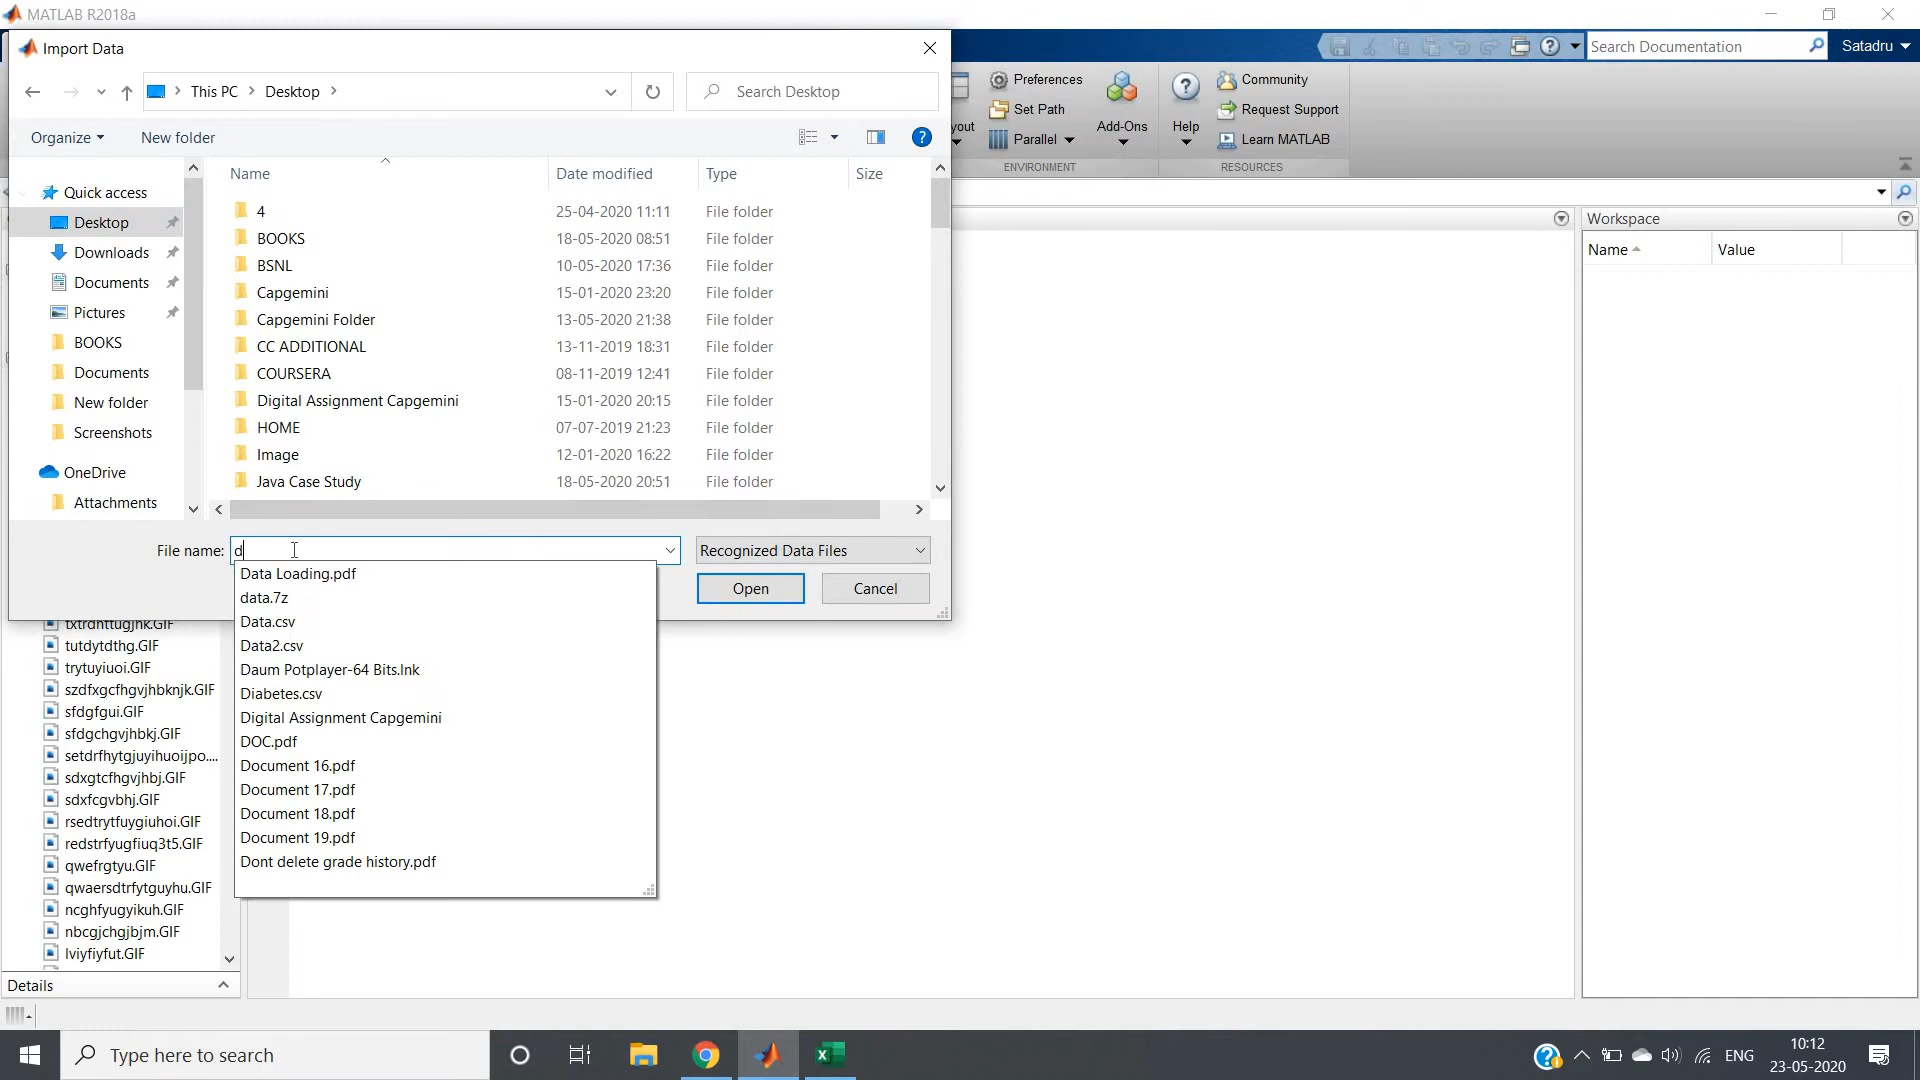 MATLAB R2018a
Import Data
This PC
Desktop
Search Desktop
Organize
New folder
Name
Date modified
Type
Size
Quick access
Desktop
Downloads
Documents
Pictures
BOOKS
Documents
New folder
Screenshots
OneDrive
Attachments
4 25-04-2020 11:11 File folder
BOOKS 18-05-2020 08:51 File folder
BSNL 10-05-2020 17:36 File folder
Capgemini 15-01-2020 23:20 File folder
Capgemini Folder 13-05-2020 21:38 File folder
CC ADDITIONAL 13-11-2019 18:31 File folder
COURSERA 08-11-2019 12:41 File folder
Digital Assignment Capgemini 15-01-2020 20:15 File folder
HOME 07-07-2019 21:23 File folder
Image 12-01-2020 16:22 File folder
Java Case Study 18-05-2020 20:51 File folder
File name: d
Recognized Data Files
Open
Cancel
Data Loading.pdf
data.7z
Data.csv
Data2.csv
Daum Potplayer-64 Bits.lnk
Diabetes.csv
Digital Assignment Capgemini
DOC.pdf
Document 16.pdf
Document 17.pdf
Document 18.pdf
Document 19.pdf
Dont delete grade history.pdf
Search Documentation
Satadru
Preferences
Set Path
Parallel
Add-Ons
Help
Community
Request Support
Learn MATLAB
ENVIRONMENT
RESOURCES
Workspace
Name
Value
tutdytdthg.GIF
trytuyiuoi.GIF
szdfxgcfhgvjhbknjk.GIF
sfdgfgui.GIF
sfdgchgvjhbkj.GIF
setdrfhytgjuyihuoijpo....
sdxgtcfhgvjhbj.GIF
sdxfcgvbhj.GIF
rsedtrytfuygiuhoi.GIF
redstrfyugfiuq3t5.GIF
qwefrgtyu.GIF
qwaersdtrfytguyhu.GIF
ncghfyugyikuh.GIF
nbcgjchgjbjm.GIF
lviyfiyfut.GIF
Details
Type here to search
ENG
10:12
23-05-2020